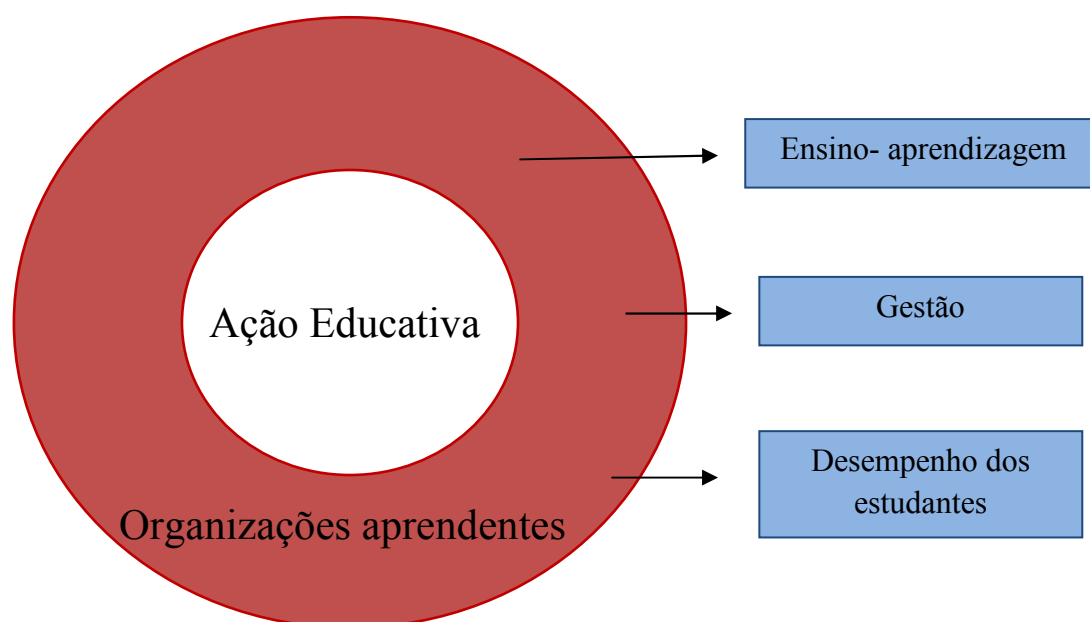 Ensino- aprendizagem
Ação Educativa
Gestão
Desempenho dos
estudantes
Organizações aprendentes